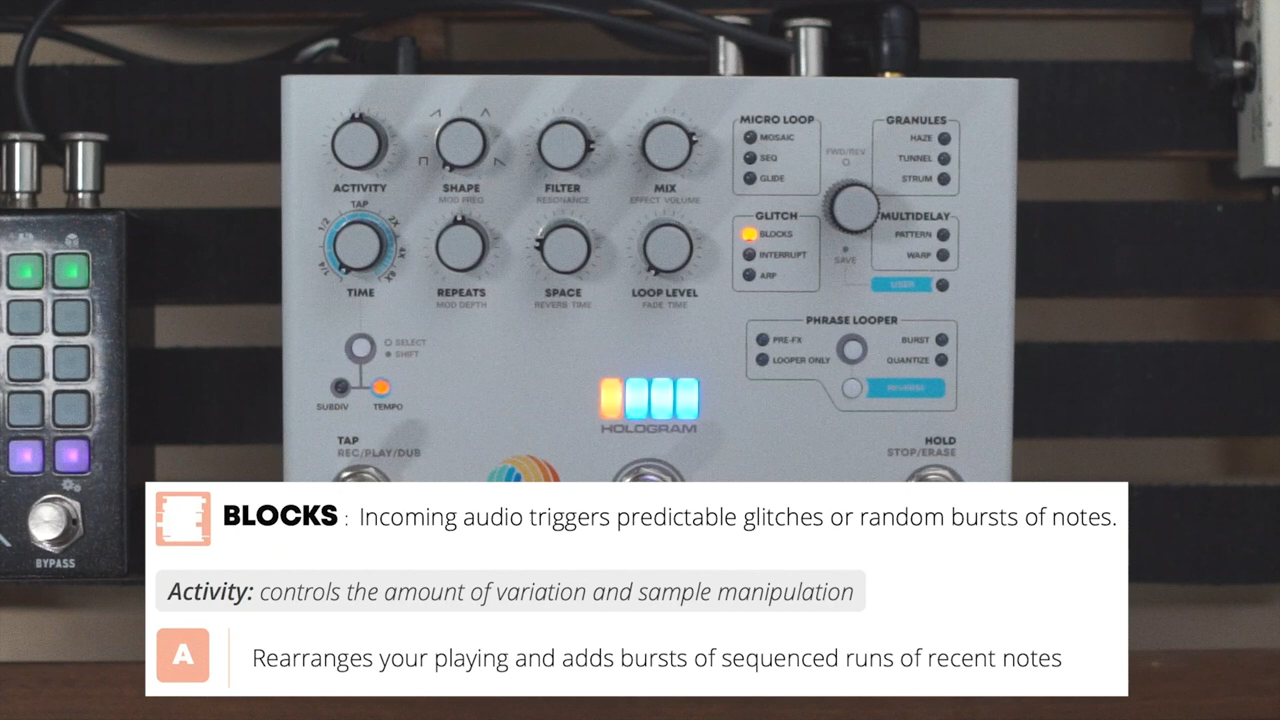 MICRO LOOP
MOSAIC
SEQ
GLIDE
FWD/REV
GRANULES
HAZE
TUNNEL
STRUM
ACTIVITY
SHAPE
MOD FREQ
FILTER
RESONANCE
MIX
EFFECT VOLUME
TAP
1/4
1/2
2X
4X
8X
TIME
REPEATS
MOD DEPTH
SPACE
REVERB TIME
LOOP LEVEL
FADE TIME
GLITCH
BLOCKS
INTERRUPT
ARP
SAVE
MULTIDELAY
PATTERN
WARP
USER
SELECT
SHIFT
SUBDIV
TEMPO
PHRASE LOOPER
PRE-FX
LOOPER ONLY
BURST
QUANTIZE
REVERSE
HOLOGRAM
TAP
REC/PLAY/DUB
HOLD
STOP/ERASE
BYPASS
BLOCKS : Incoming audio triggers predictable glitches or random bursts of notes.
Activity: controls the amount of variation and sample manipulation
A Rearranges your playing and adds bursts of sequenced runs of recent notes